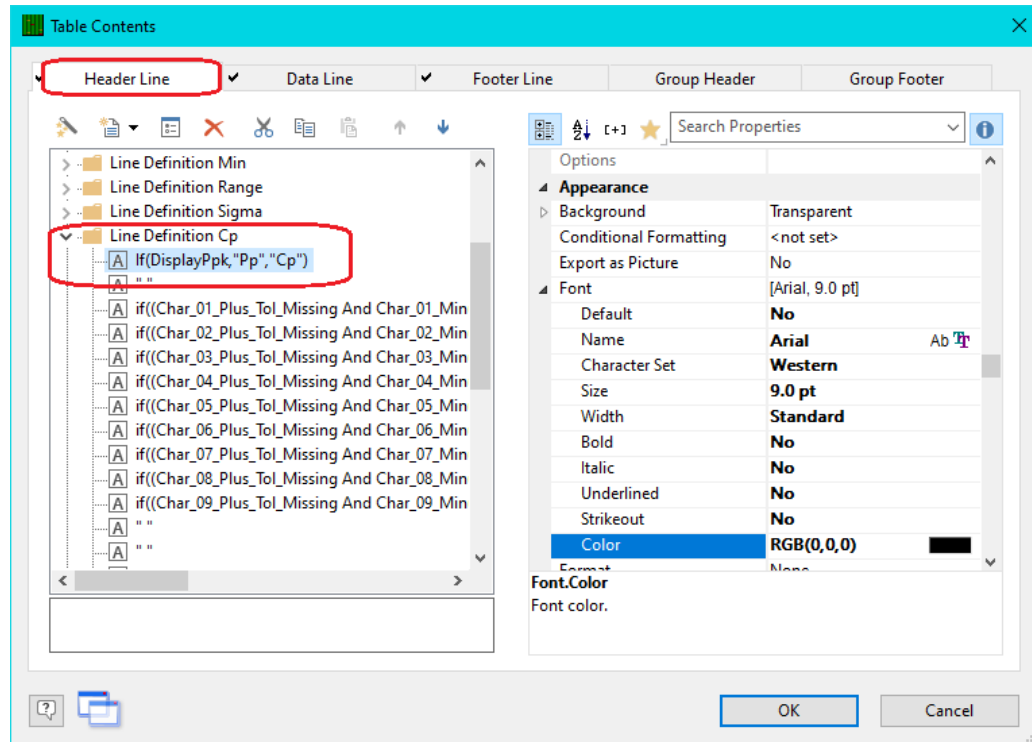 Table Contents
Header Line
Data Line
Footer Line
Group Header
Group Footer
Search Properties
Line Definition Min
Line Definition Range
Line Definition Sigma
Line Definition Cp
A If(DisplayPpk,"Pp","Cp")
A " "
A if((Char_01_Plus_Tol_Missing And Char_01_Min
A if((Char_02_Plus_Tol_Missing And Char_02_Min
A if((Char_03_Plus_Tol_Missing And Char_03_Min
A if((Char_04_Plus_Tol_Missing And Char_04_Min
A if((Char_05_Plus_Tol_Missing And Char_05_Min
A if((Char_06_Plus_Tol_Missing And Char_06_Min
A if((Char_07_Plus_Tol_Missing And Char_07_Min
A if((Char_08_Plus_Tol_Missing And Char_08_Min
A if((Char_09_Plus_Tol_Missing And Char_09_Min
A " "
A " "
Options
Appearance
Background Transparent
Conditional Formatting <not set>
Export as Picture No
Font [Arial, 9.0 pt]
Default No
Name Arial Ab
Character Set Western
Size 9.0 pt
Width Standard
Bold No
Italic No
Underlined No
Strikeout No
Color RGB(0,0,0)
Format None
Font.Color
Font color.
OK
Cancel